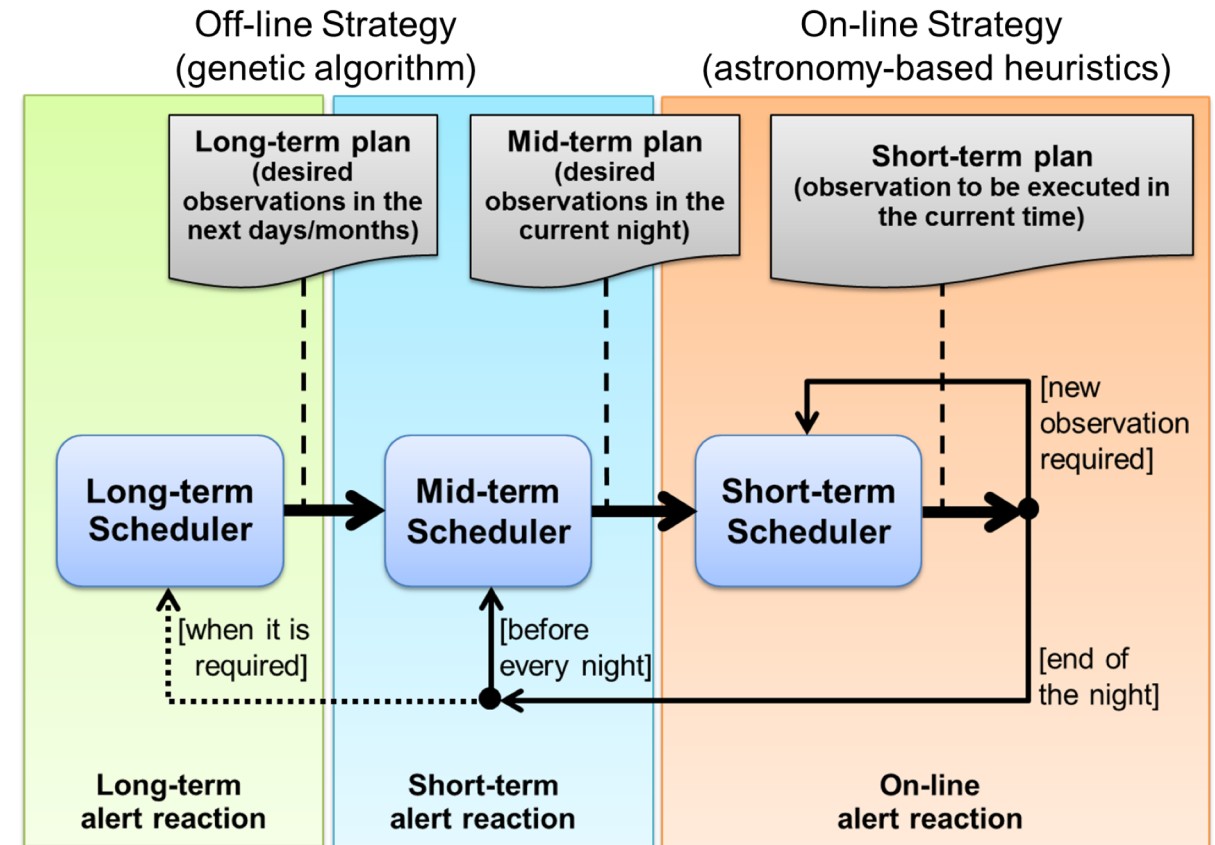 Off-line Strategy
(genetic algorithm)
On-line Strategy
(astronomy-based heuristics)
Long-term plan
(desired
observations in the
next days/months)
Mid-term plan
(desired
observations in the
current night)
Short-term plan
(observation to be executed in
the current time)
[new
observation
required]
Long-term
Scheduler
Mid-term
Scheduler
Short-term
Scheduler
[when it is
required]
[before
every night]
[end of
the night]
Long-term
alert reaction
Short-term
alert reaction
On-line
alert reaction